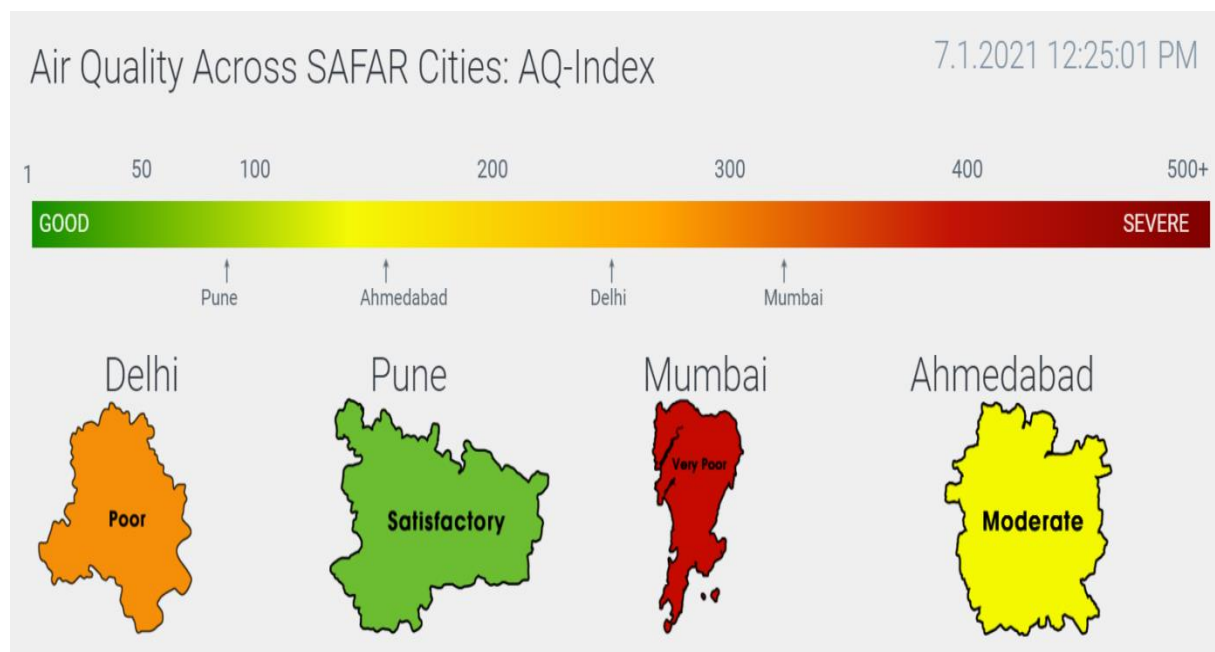 Air Quality Across SAFAR Cities: AQ-Index
7.1.2021 12:25:01 PM
1 50 100 200 300 400 500+
GOOD SEVERE
Pune Ahmedabad Delhi Mumbai
Delhi Pune Mumbai Ahmedabad
Poor Satisfactory Very Poor Moderate